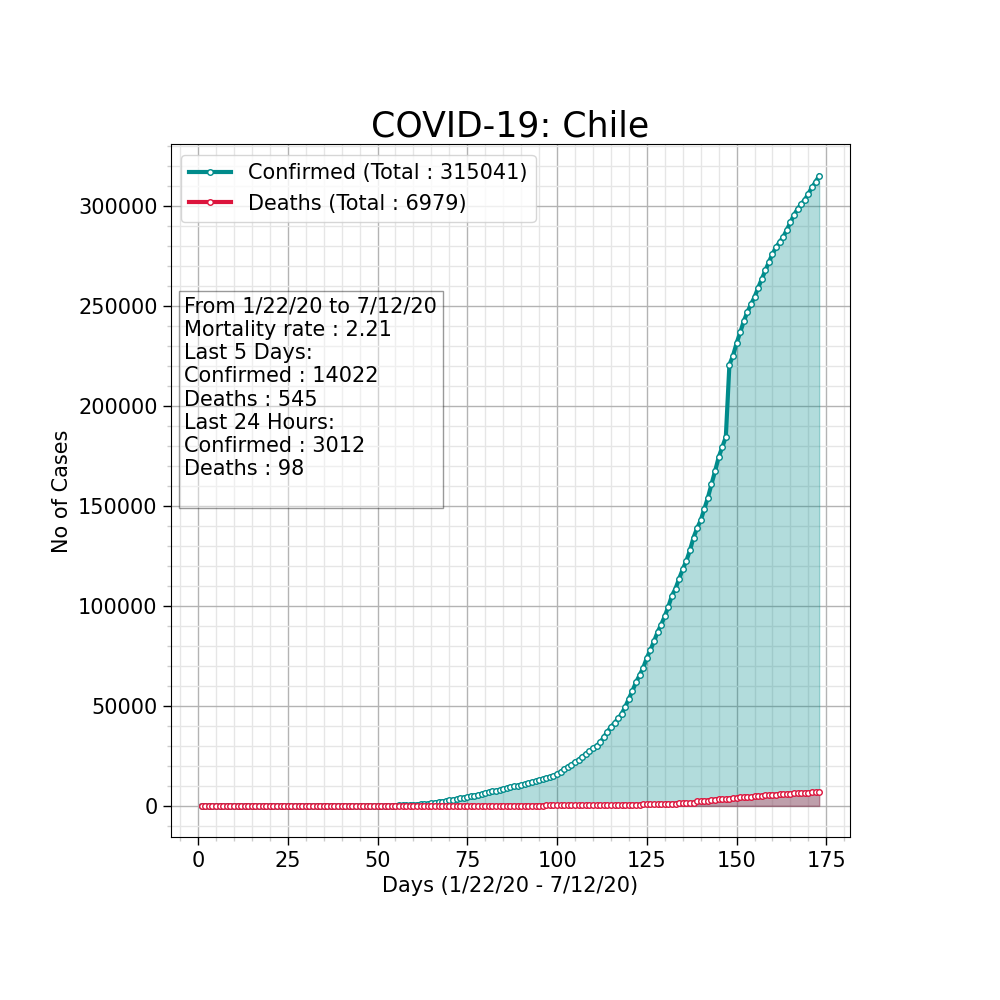 COVID-19: Chile
Confirmed (Total : 315041)
Deaths (Total : 6979)
From 1/22/20 to 7/12/20
Mortality rate : 2.21
Last 5 Days:
Confirmed : 14022
Deaths : 545
Last 24 Hours:
Confirmed : 3012
Deaths : 98
No of Cases
300000
250000
200000
150000
100000
50000
0
0 25 50 75 100 125 150 175
Days (1/22/20 - 7/12/20)